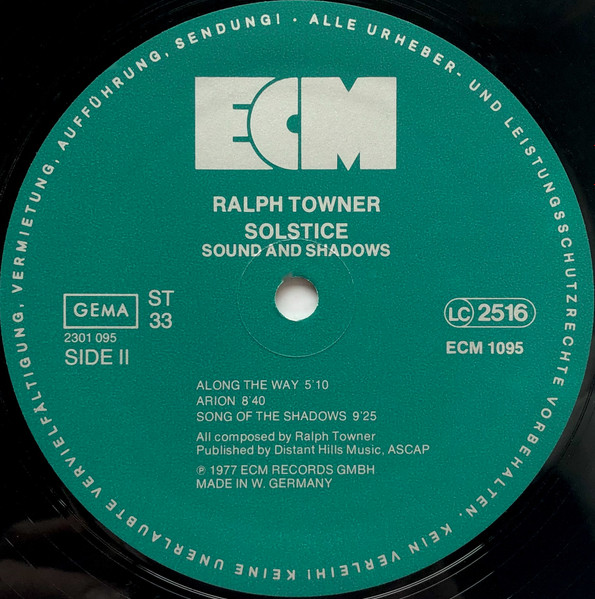 ALLE URHEBER- UND LEISTUNGSSCHUTZRECHTE VORBEHALTEN. KEIN VERLEIH! KEINE UNERLAUBTE VERVIELFÄLTIGUNG, VERMIETUNG, AUFFÜHRUNG, SENDUNG! ·
ECM
RALPH TOWNER
SOLSTICE
SOUND AND SHADOWS
GEMA
ST
33
2301 095
SIDE II
LC 2516
ECM 1095
ALONG THE WAY 5'10
ARION 8'40
SONG OF THE SHADOWS 9'25
All composed by Ralph Towner
Published by Distant Hills Music, ASCAP
℗ 1977 ECM RECORDS GMBH
MADE IN W. GERMANY